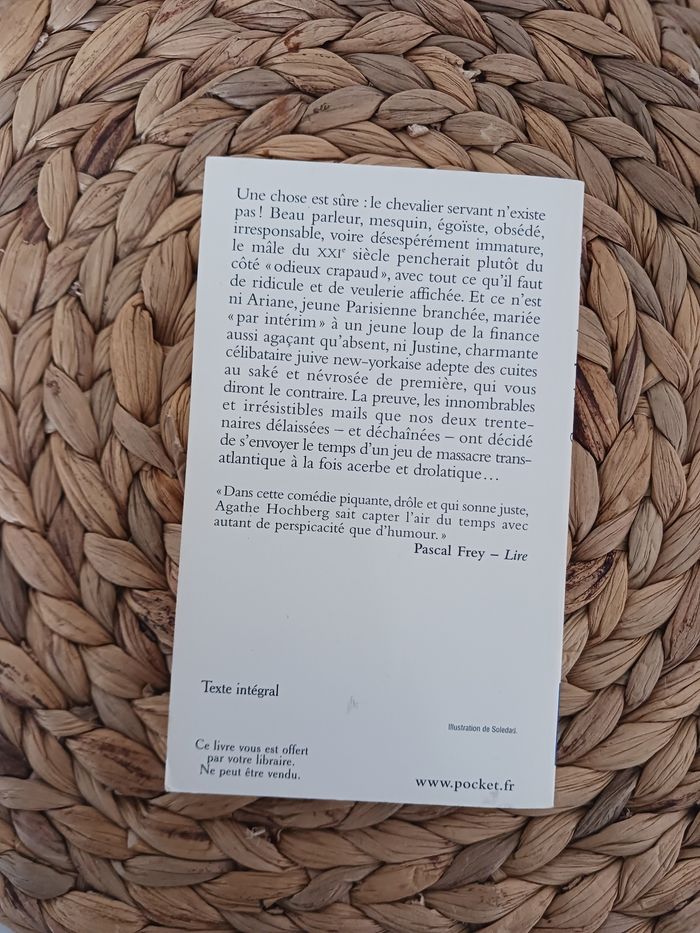 Une chose est sûre : le chevalier servant n'existe
pas ! Beau parleur, mesquin, égoïste, obsédé,
irresponsable, voire désespérément immature,
le mâle du XXIe siècle pencherait plutôt du
côté « odieux crapaud », avec tout ce qu'il faut
de ridicule et de veulerie affichée. Et ce n'est
ni Ariane, jeune Parisienne branchée, mariée
« par intérim » à un jeune loup de la finance
aussi agaçant qu'absent, ni Justine, charmante
célibataire juive new-yorkaise adepte des cuites
au saké et névrosée de première, qui vous
diront le contraire. La preuve, les innombrables
et irrésistibles mails que nos deux trente-
naires délaissées – et déchaînées – ont décidé
de s'envoyer le temps d'un jeu de massacre trans-
atlantique à la fois acerbe et drolatique…
« Dans cette comédie piquante, drôle et qui sonne juste,
Agathe Hochberg sait capter l'air du temps avec
autant de perspicacité que d'humour. »
Pascal Frey – Lire
Texte intégral
Illustration de Soledad.
Ce livre vous est offert
par votre libraire.
Ne peut être vendu.
www.pocket.fr